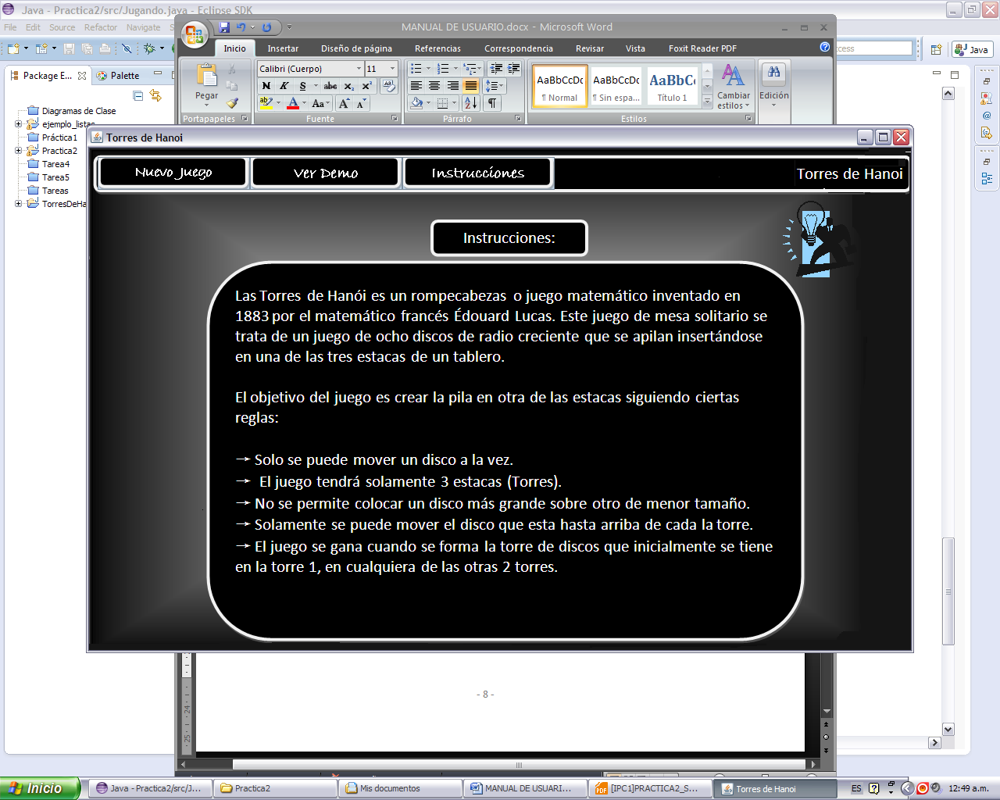 Java - Practica2/src/Jugando.java - Eclipse SDK
File Edit Source Refactor Navigate
MANUAL DE USUARIO.docx - Microsoft Word
Inicio Insertar Diseño de página Referencias Correspondencia Revisar Vista Foxit Reader PDF
Java
Package E... Palette
Calibri (Cuerpo) 11
Pegar
N K S abe x₂ x²
Aa A A
AaBbCcDc AaBbCcDc AaBbCc
¶ Normal ¶ Sin espa... Título 1
Cambiar estilos
Edición
Portapapeles Fuente Párrafo Estilos
Diagramas de Clase
ejemplo_listas
Práctica1
Practica2
Tarea4
Tarea5
Tareas
TorresDeHa
Torres de Hanoi
Nuevo Juego Ver Demo Instrucciones Torres de Hanoi
Instrucciones:
Las Torres de Hanói es un rompecabezas o juego matemático inventado en
1883 por el matemático francés Édouard Lucas. Este juego de mesa solitario se
trata de un juego de ocho discos de radio creciente que se apilan insertándose
en una de las tres estacas de un tablero.
El objetivo del juego es crear la pila en otra de las estacas siguiendo ciertas
reglas:
→ Solo se puede mover un disco a la vez.
→ El juego tendrá solamente 3 estacas (Torres).
→ No se permite colocar un disco más grande sobre otro de menor tamaño.
→ Solamente se puede mover el disco que esta hasta arriba de cada la torre.
→ El juego se gana cuando se forma la torre de discos que inicialmente se tiene
en la torre 1, en cualquiera de las otras 2 torres.
- 8 -
24
25
Inicio Java - Practica2/src/J... Practica2 Mis documentos MANUAL DE USUARI... [IPC1]PRACTICA2_S... Torres de Hanoi ES 12:49 a.m.